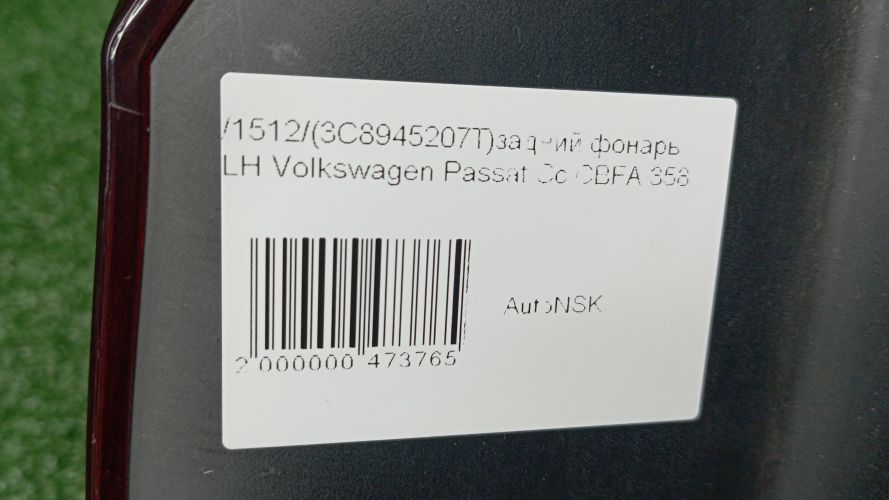 /1512/(3C8945207T)задний фонарь
LH Volkswagen Passat Cc CBFA 358
AutoNSK
2 000000 473765